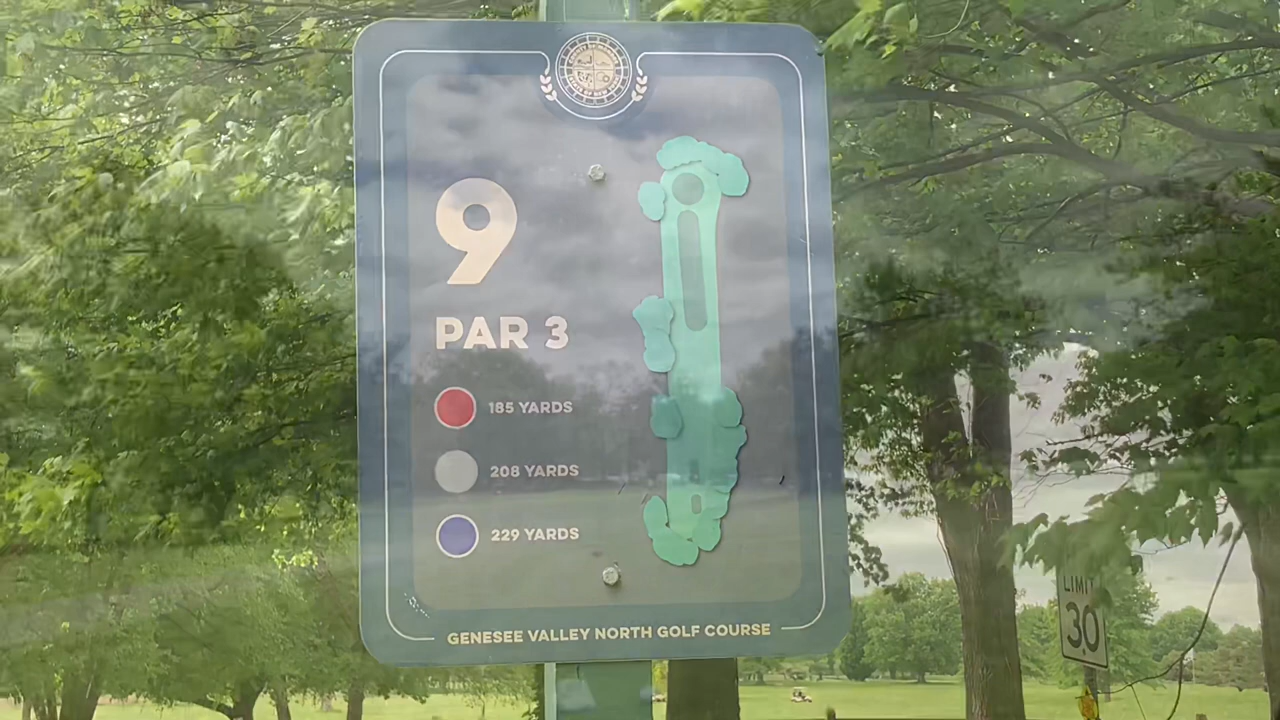 9
PAR 3
185 YARDS
208 YARDS
229 YARDS
GENESEE VALLEY NORTH GOLF COURSE
LIMIT
30